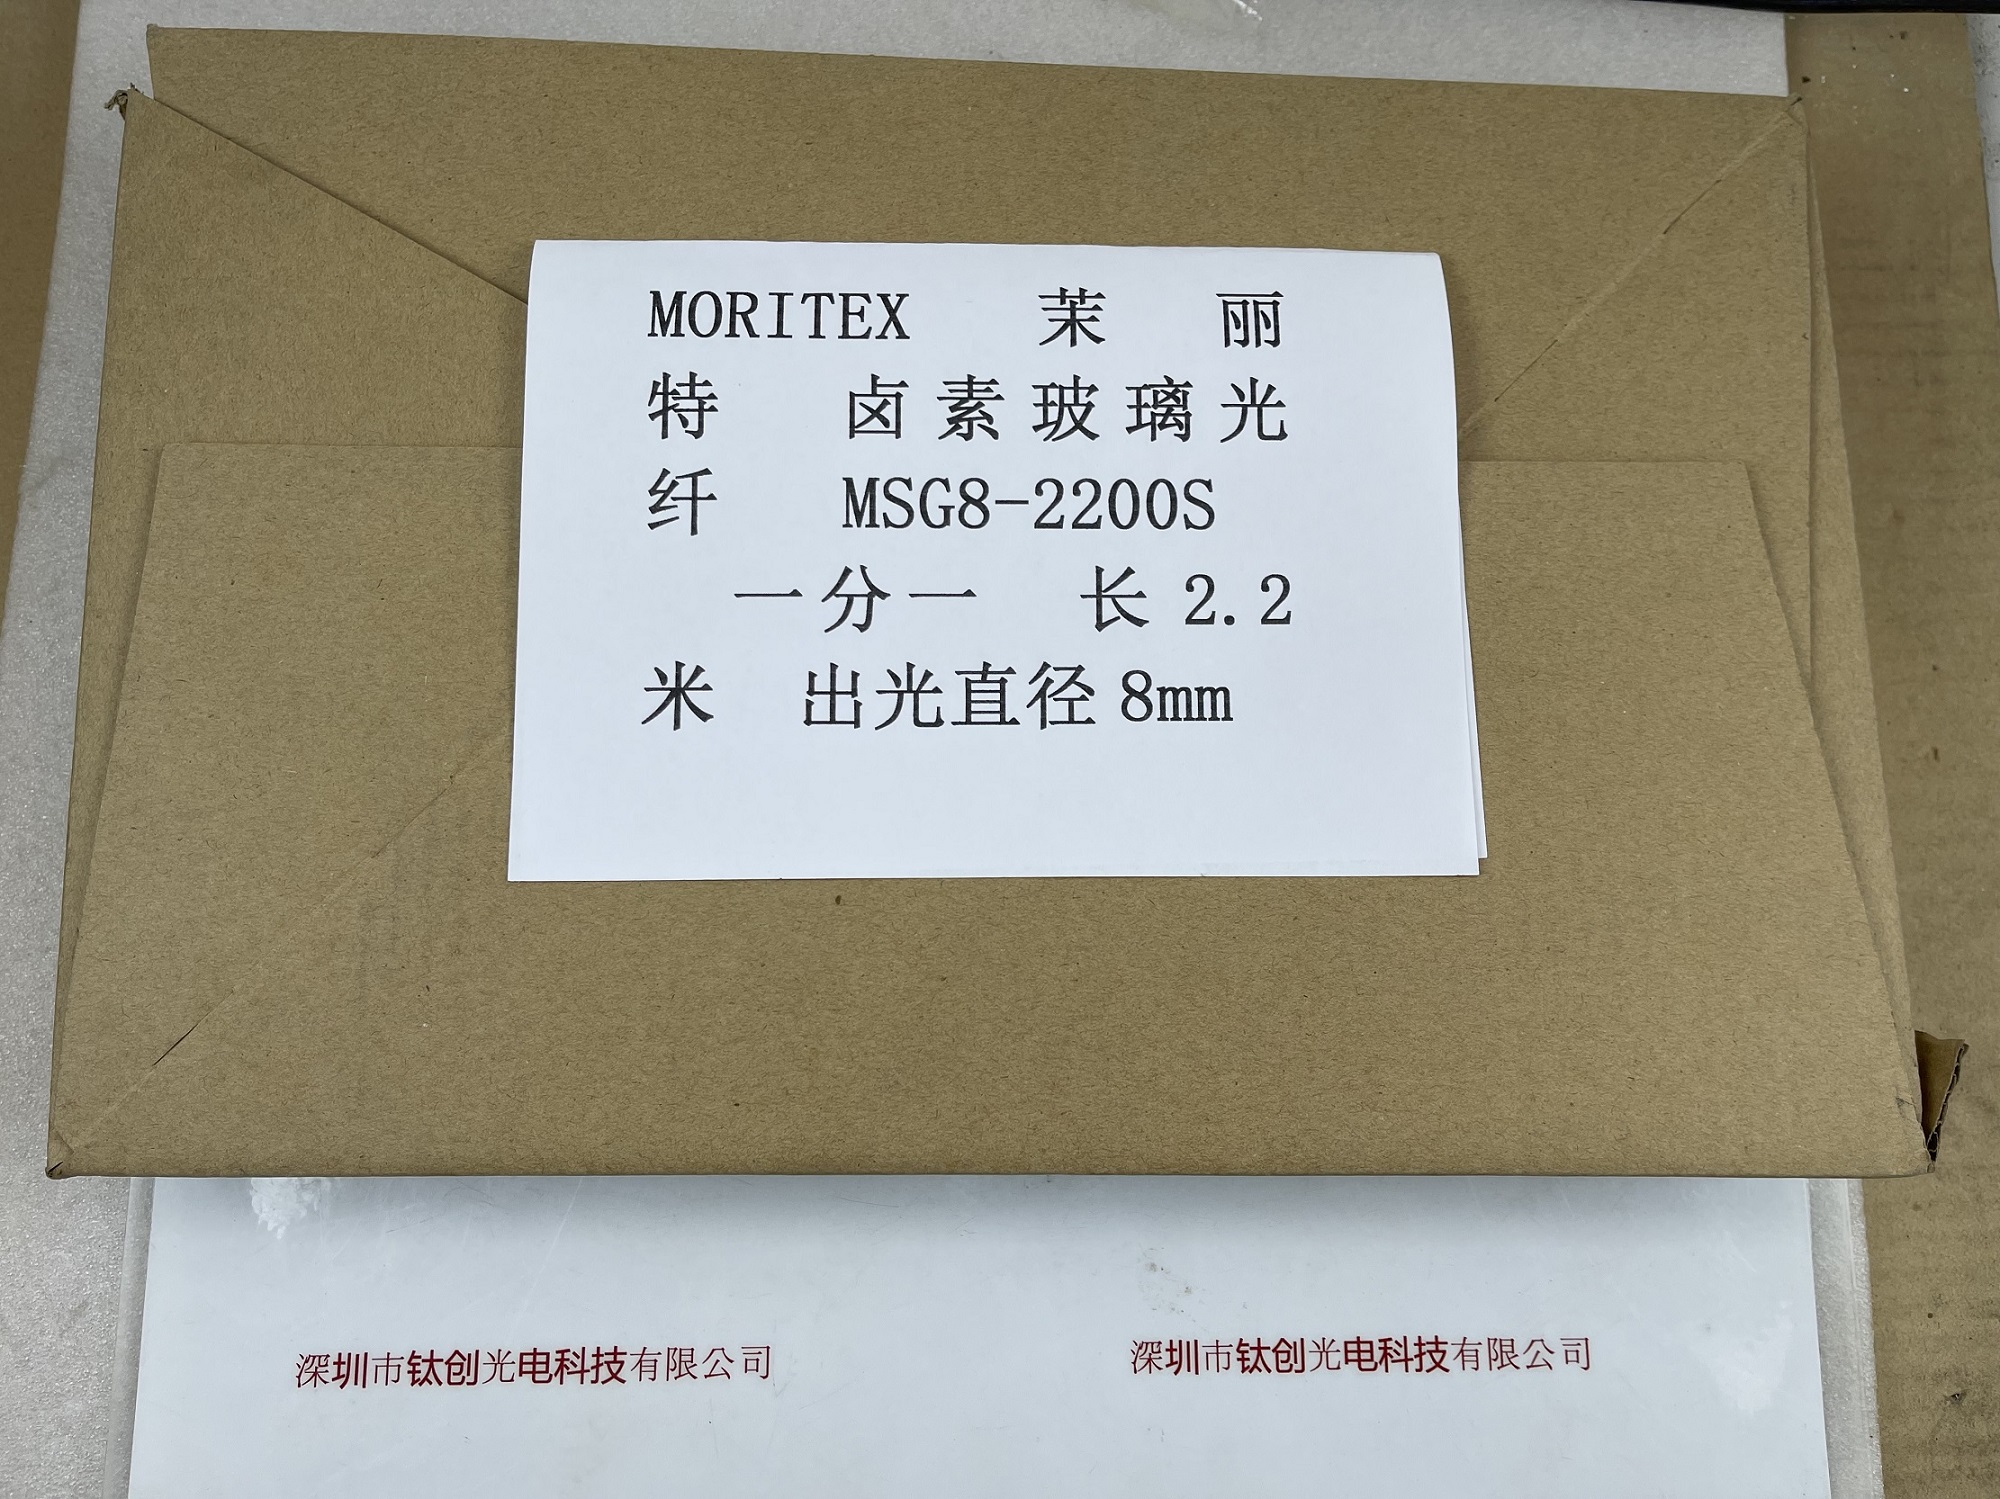 MORITEX 茉 丽
特 卤素玻璃光
纤 MSG8-2200S
一分一 长 2.2
米 出光直径 8mm
深圳市钛创光电科技有限公司
深圳市钛创光电科技有限公司